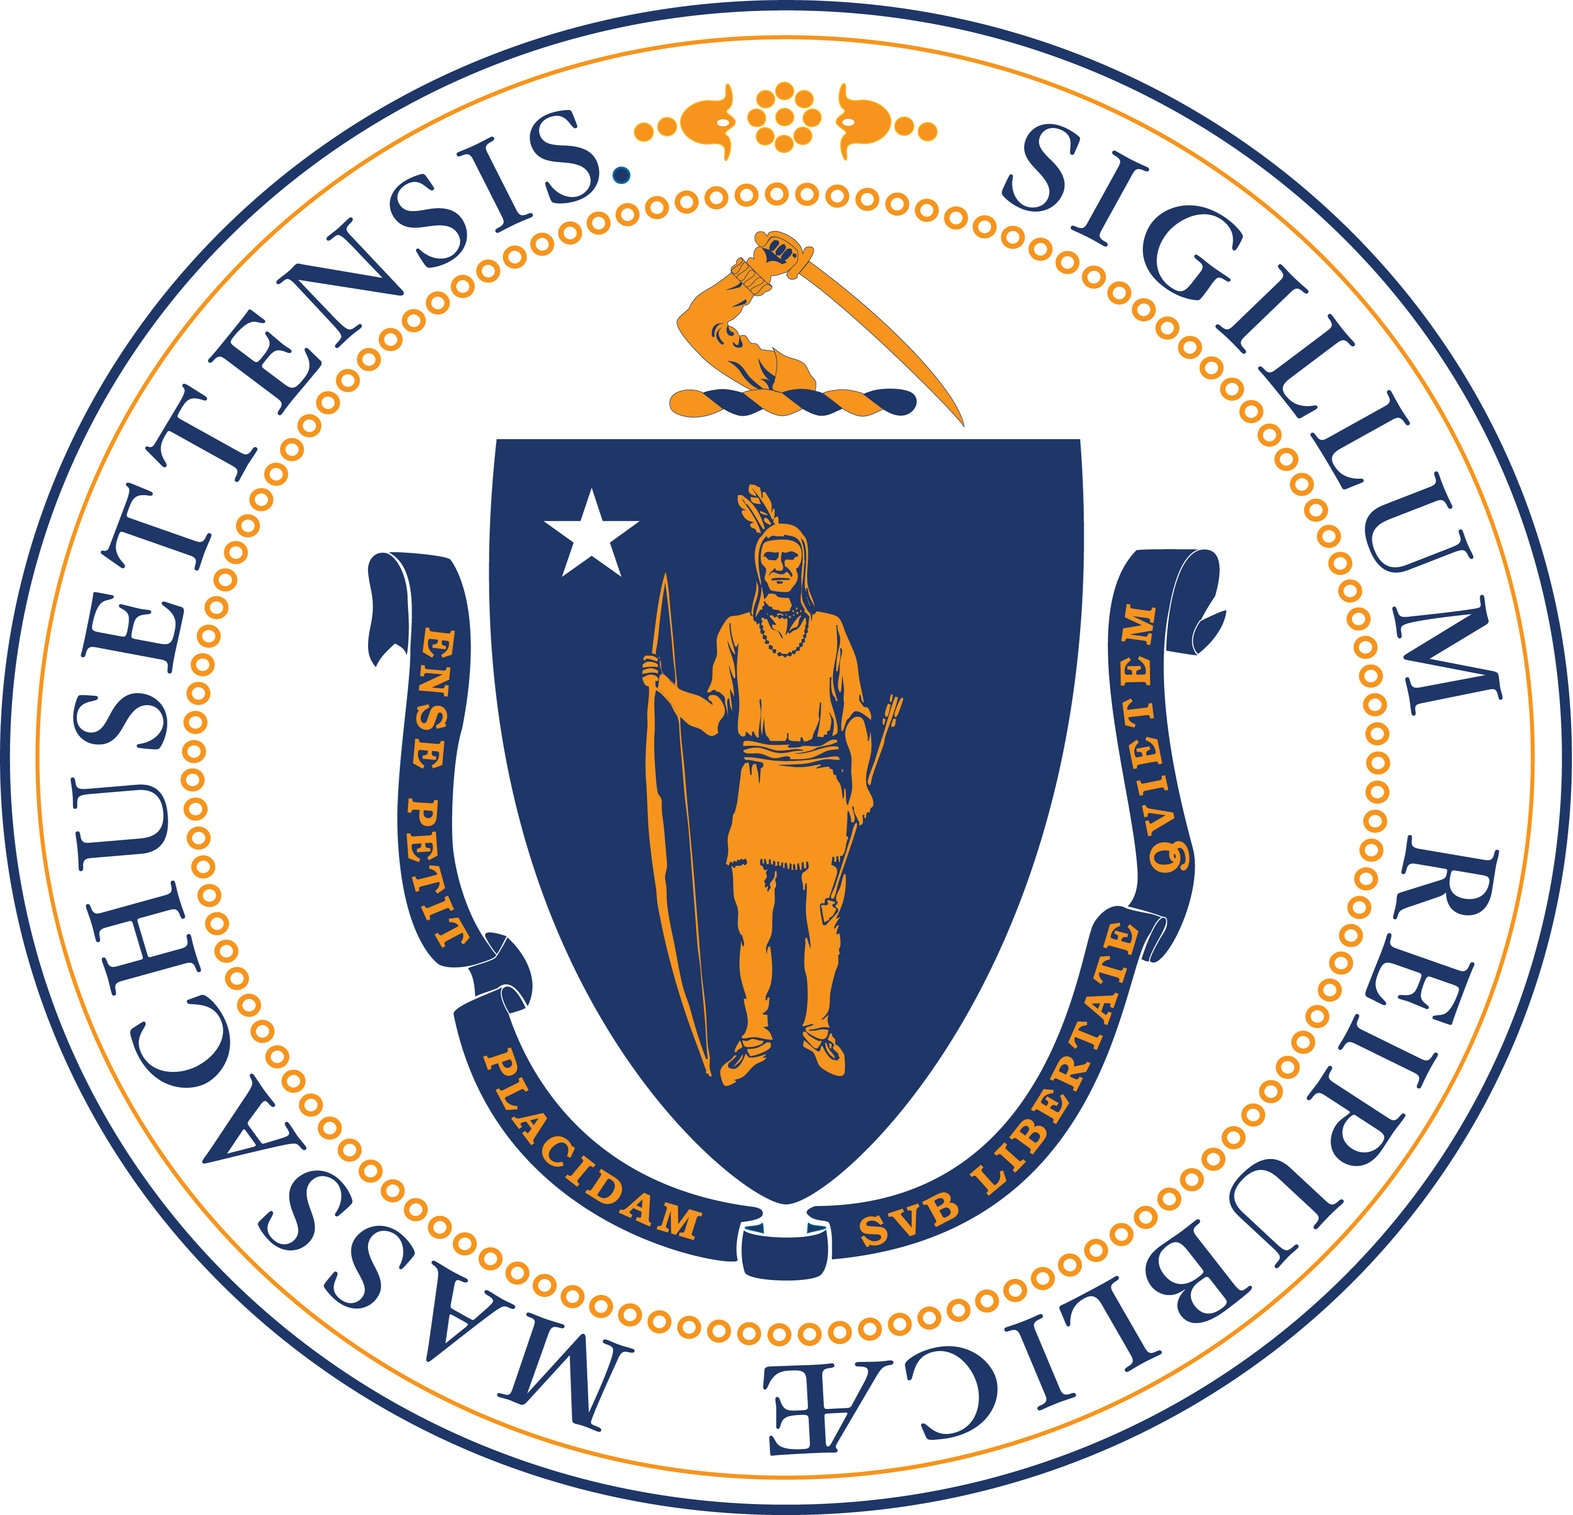 SIGILLUM REIPUBLICÆ MASSACHUSETTENSIS.
ENSE PETIT
PLACIDAM
SVB LIBERTATE
QVIETEM